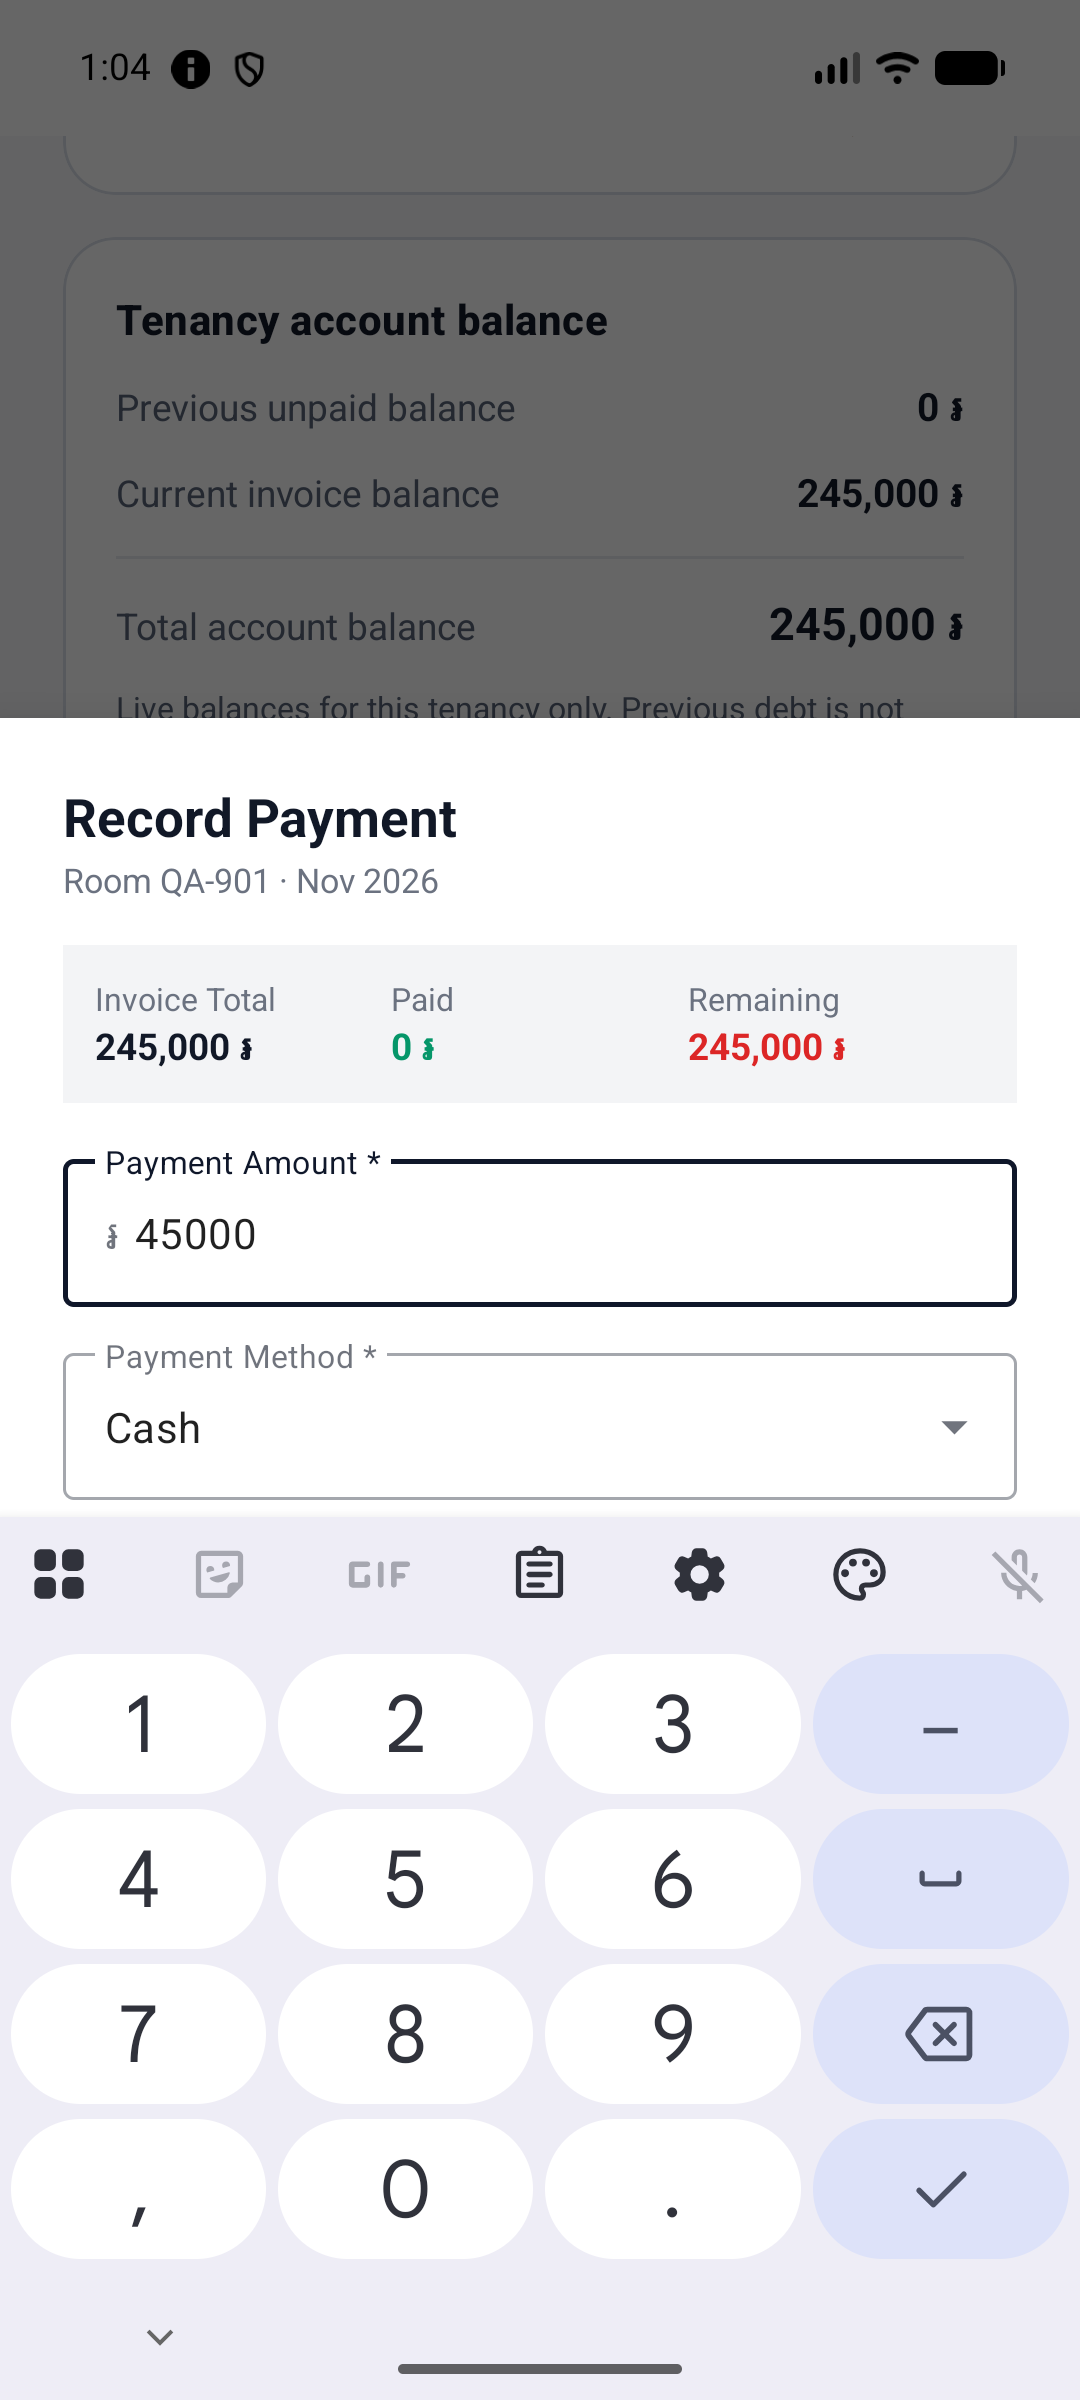 1:04
Tenancy account balance
Previous unpaid balance 0 ៛
Current invoice balance 245,000 ៛
Total account balance 245,000 ៛
Live balances for this tenancy only. Previous debt is not
Record Payment
Room QA-901 · Nov 2026
Invoice Total Paid Remaining
245,000 ៛ 0 ៛ 245,000 ៛
Payment Amount *
៛ 45000
Payment Method *
Cash
GIF
1 2 3 –
4 5 6
7 8 9
, 0 .